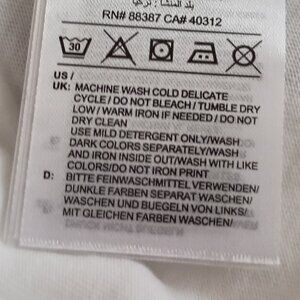 بلد المنشأ : تركيا
RN# 88387 CA# 40312
30
US /
UK: MACHINE WASH COLD DELICATE
CYCLE / DO NOT BLEACH / TUMBLE DRY
LOW / WARM IRON IF NEEDED / DO NOT
DRY CLEAN
USE MILD DETERGENT ONLY/WASH
DARK COLORS SEPARATELY/WASH
AND IRON INSIDE OUT/WASH WITH LIKE
COLORS/DO NOT IRON PRINT
D: BITTE FEINWASCHMITTEL VERWENDEN/
DUNKLE FARBEN SEPARAT WASCHEN/
WASCHEN UND BUEGELN VON LINKS/
MIT GLEICHEN FARBEN WASCHEN/